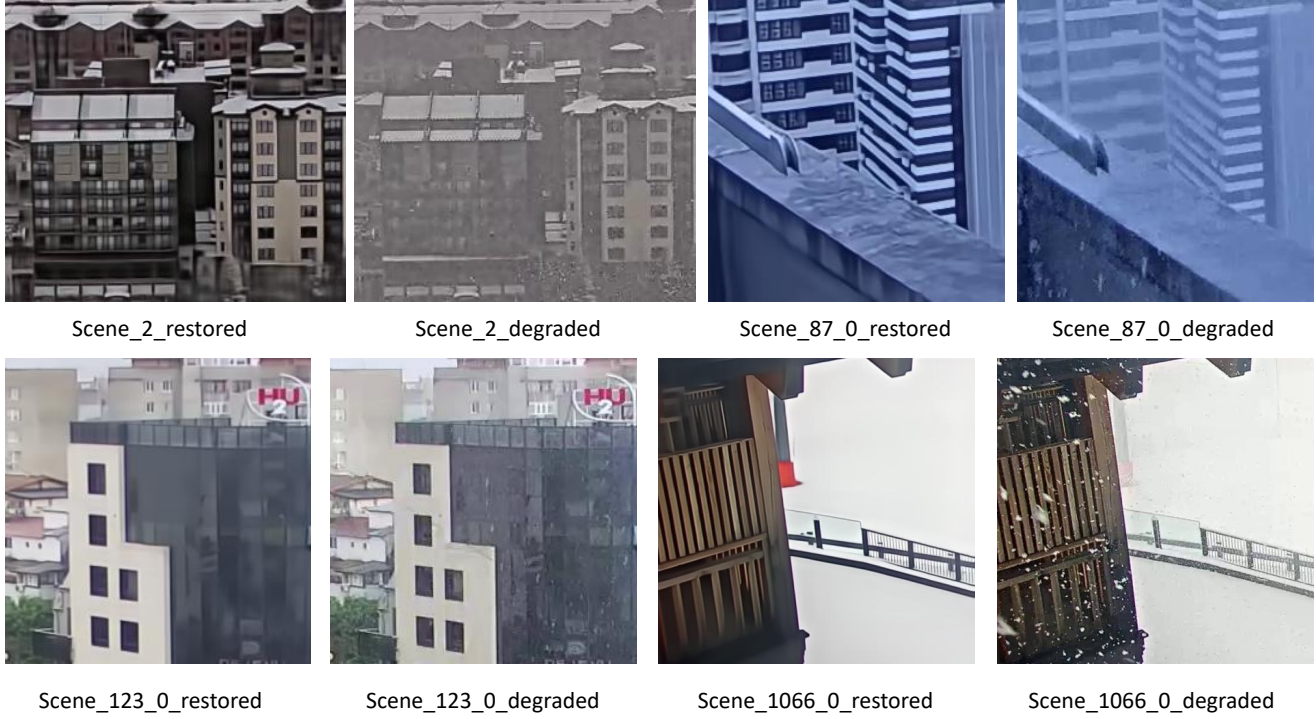 Scene_2_restored
Scene_2_degraded
Scene_87_0_restored
Scene_87_0_degraded
HU
2
HU
2
Scene_123_0_restored
Scene_123_0_degraded
Scene_1066_0_restored
Scene_1066_0_degraded